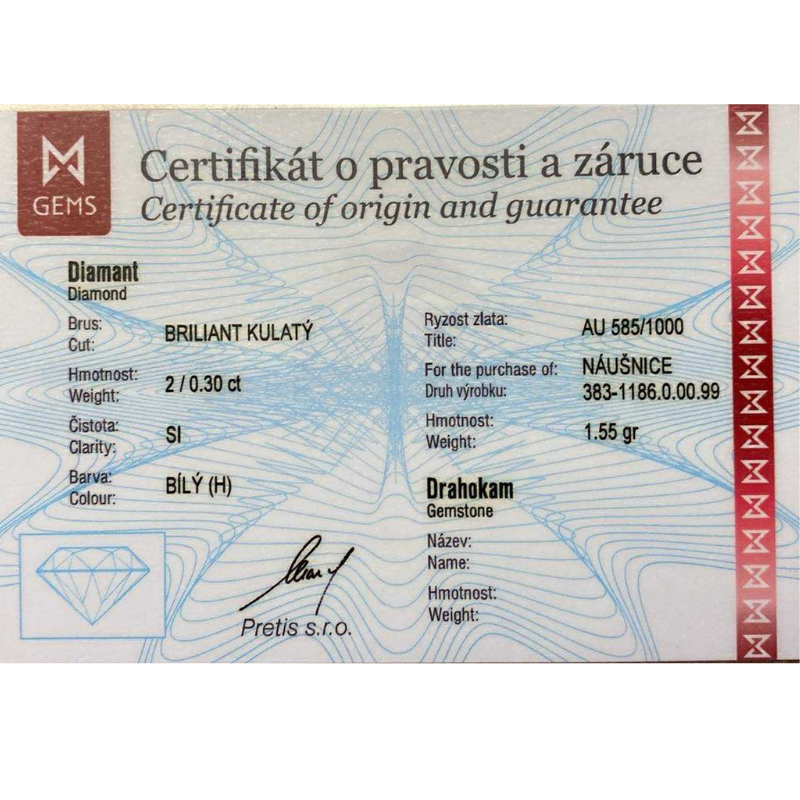 GEMS
Certifikát o pravosti a záruce
Certificate of origin and guarantee
Diamant
Diamond
Brus:
Cut:
BRILIANT KULATÝ
Hmotnost:
Weight:
2 / 0.30 ct
Čistota:
Clarity:
SI
Barva:
Colour:
BÍLÝ (H)
Pretis s.r.o.
Ryzost zlata:
Title:
AU 585/1000
For the purchase of:
Druh výrobku:
NÁUŠNICE
383-1186.0.00.99
Hmotnost:
Weight:
1.55 gr
Drahokam
Gemstone
Název:
Name:
Hmotnost:
Weight: